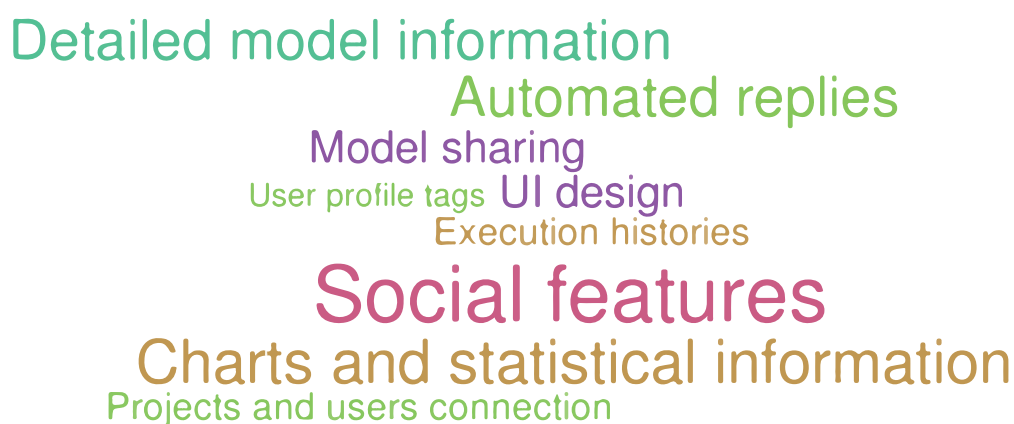 Detailed model information
Automated replies
Model sharing
User profile tags UI design
Execution histories
Social features
Charts and statistical information
Projects and users connection